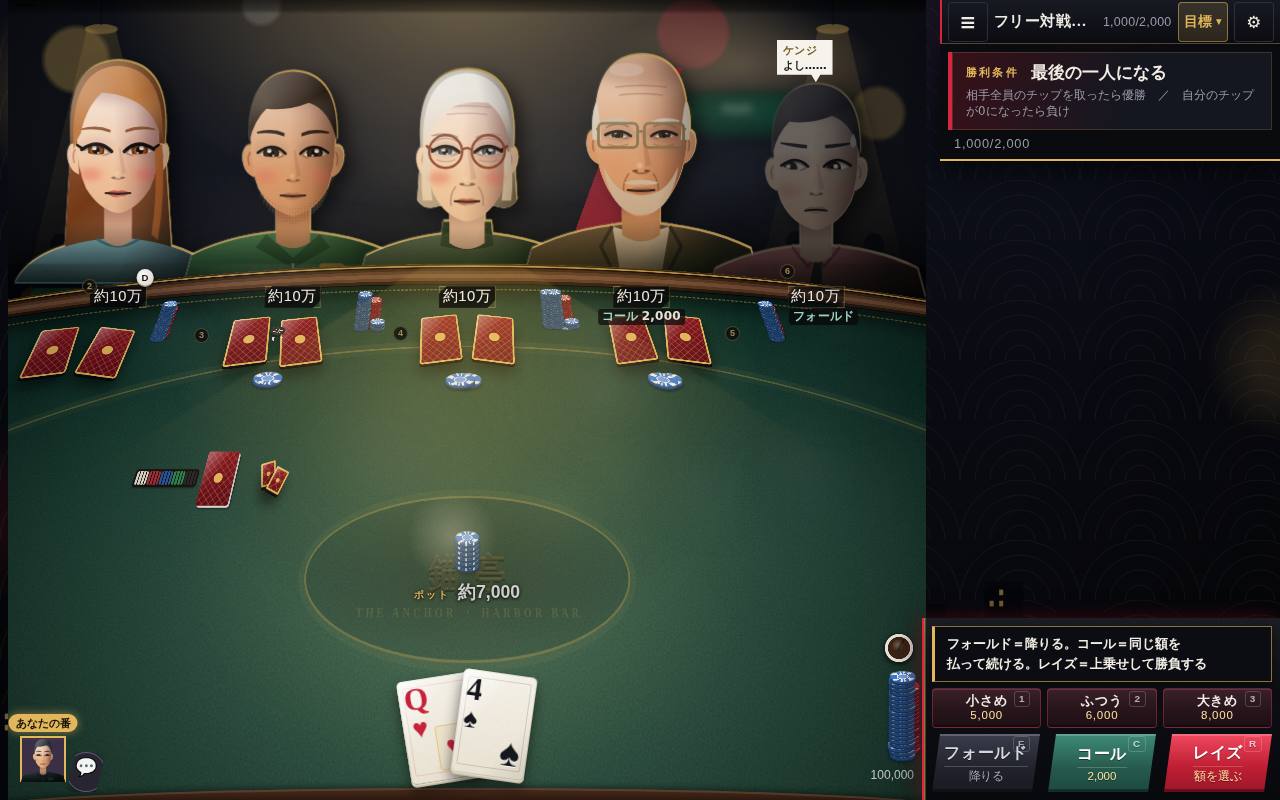 フリー対戦…
1,000/2,000
目標 ▾
勝利条件 最後の一人になる
相手全員のチップを取ったら優勝 ／ 自分のチップ
が0になったら負け
1,000/2,000
ケンジ
よし……
D
2
約10万
約10万
約10万
約10万
6
約10万
コール 2,000
フォールド
3
4
5
ポット 約7,000
THE ANCHOR · HARBOR BAR
Q
4
あなたの番
100,000
フォールド＝降りる。コール＝同じ額を
払って続ける。レイズ＝上乗せして勝負する
小さめ 1
5,000
ふつう 2
6,000
大きめ 3
8,000
フォールド F
降りる
コール C
2,000
レイズ R
額を選ぶ